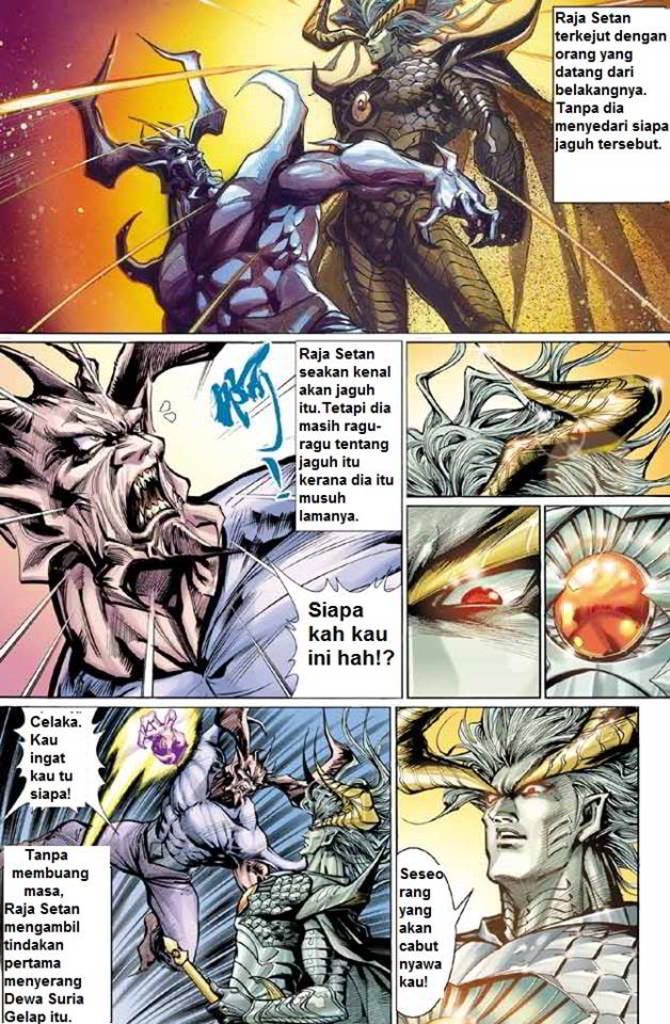 Raja Setan
terkejut dengan
orang yang
datang dari
belakangnya.
Tanpa dia
menyedari siapa
jaguh tersebut.
Raja Setan
seakan kenal
akan jaguh
itu.Tetapi dia
masih ragu-
ragu tentang
jaguh itu
kerana dia itu
musuh
lamanya.
Siapa
kah kau
ini hah!?
Celaka.
Kau
ingat
kau tu
siapa!
Tanpa
membuang
masa,
Raja Setan
mengambil
tindakan
pertama
menyerang
Dewa Suria
Gelap itu.
Seseo
rang
yang
akan
cabut
nyawa
kau!